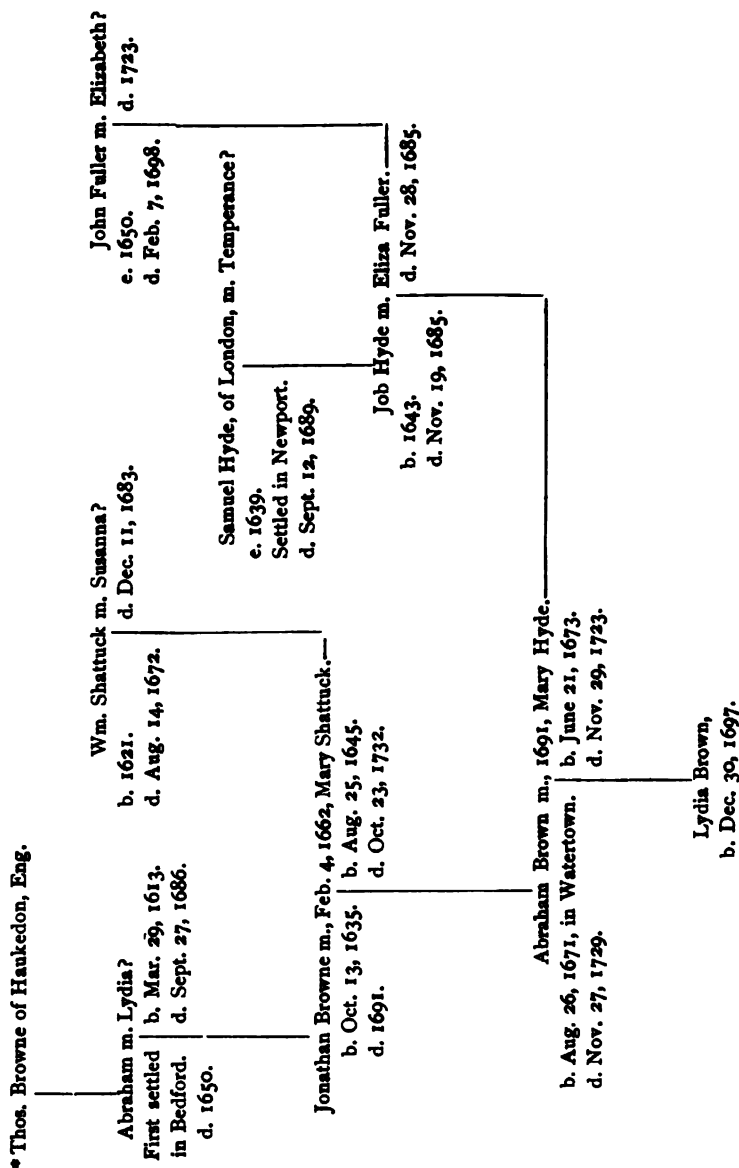 * Thos. Browne of Haukedon, Eng.
Abraham m. Lydia?
First settled in Bedford.
d. 1650.
b. Mar. 29, 1613.
d. Sept. 27, 1686.
Wm. Shattuck m. Susanna?
b. 1621.
d. Aug. 14, 1672.
d. Dec. 11, 1683.
John Fuller m. Elizabeth?
e. 1650.
d. Feb. 7, 1698.
d. 1723.
Samuel Hyde, of London, m. Temperance?
e. 1639.
Settled in Newport.
d. Sept. 12, 1689.
Jonathan Browne m., Feb. 4, 1662, Mary Shattuck.
b. Oct. 13, 1635.
d. 1691.
b. Aug. 25, 1645.
d. Oct. 23, 1732.
Job Hyde m. Eliza Fuller.
b. 1643.
d. Nov. 19, 1685.
d. Nov. 28, 1685.
Abraham Brown m., 1691, Mary Hyde.
b. Aug. 26, 1671, in Watertown.
d. Nov. 27, 1729.
b. June 21, 1673.
d. Nov. 29, 1723.
Lydia Brown,
b. Dec. 30, 1697.